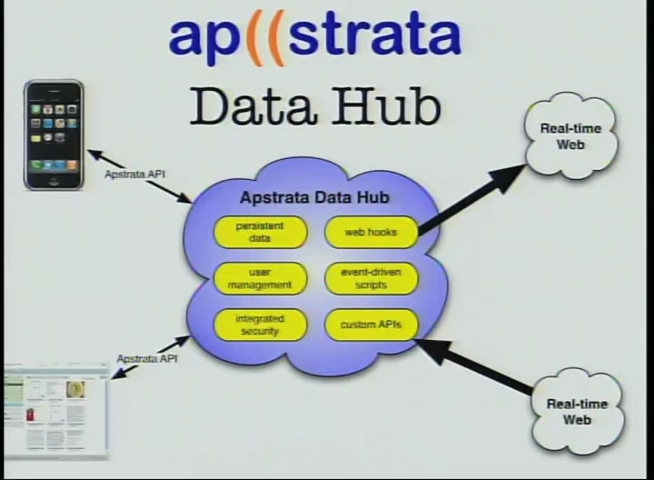 ap((strata
Data Hub
Real-time
Web
Apstrata API
Apstrata Data Hub
persistent
data
web hooks
user
management
event-driven
scripts
integrated
security
custom APIs
Apstrata API
Real-time
Web